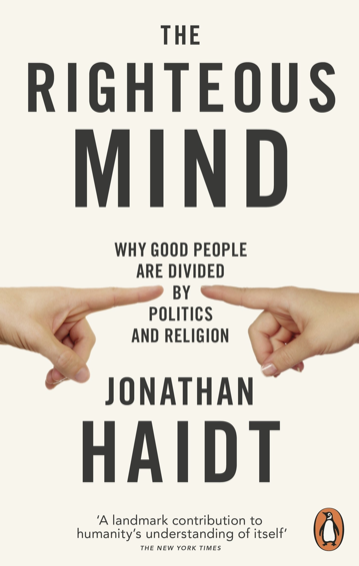 THE
RIGHTEOUS
MIND
WHY GOOD PEOPLE
ARE DIVIDED
BY
POLITICS
AND RELIGION
JONATHAN
HAIDT
‘A landmark contribution to
humanity’s understanding of itself’
THE NEW YORK TIMES